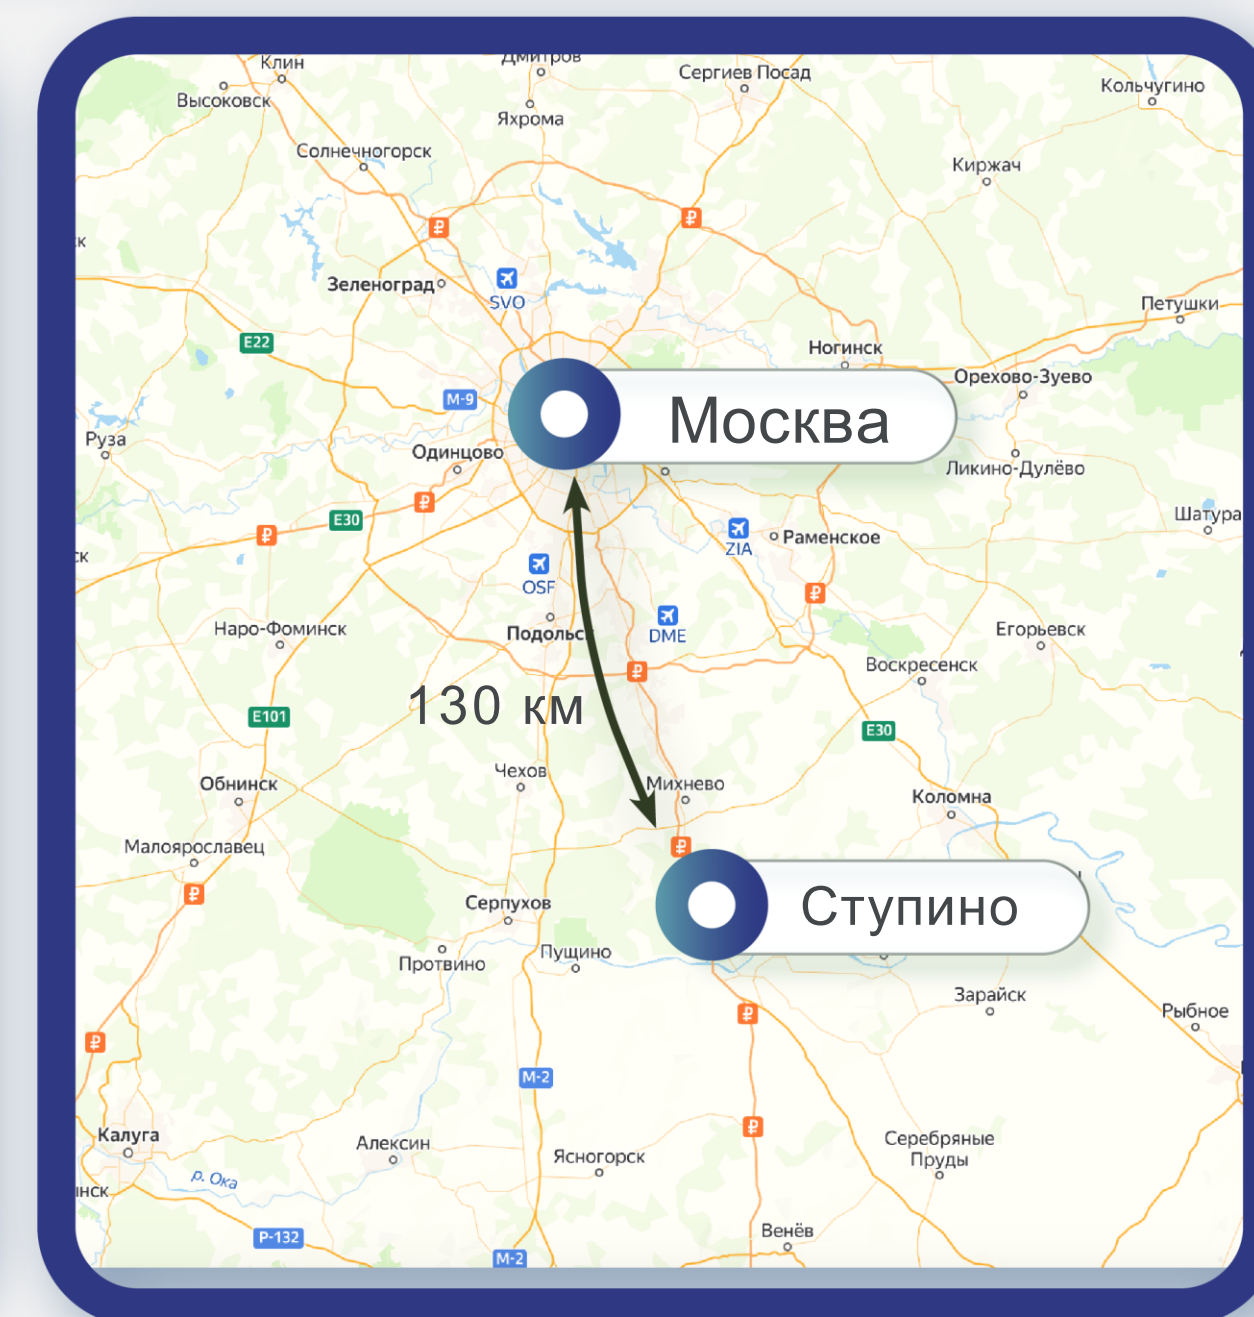 Клин
Дмитров
Сергиев Посад
Высоковск
Кольчугино
Яхрома
Солнечногорск
Киржач
Зеленоград
SVO
Петушки
E22
Ногинск
Орехово-Зуево
М-9
Москва
Руза
Одинцово
Ликино-Дулёво
E30
Шатура
ZIA
Раменское
OSF
Наро-Фоминск
Подольск
DME
Егорьевск
Воскресенск
130 км
E101
E30
Чехов
Михнево
Обнинск
Коломна
Малоярославец
Серпухов
Ступино
Пущино
Протвино
Зарайск
Рыбное
М-2
Калуга
Алексин
Ясногорск
Серебряные
Пруды
р. Ока
Р-132
Венёв
М-2